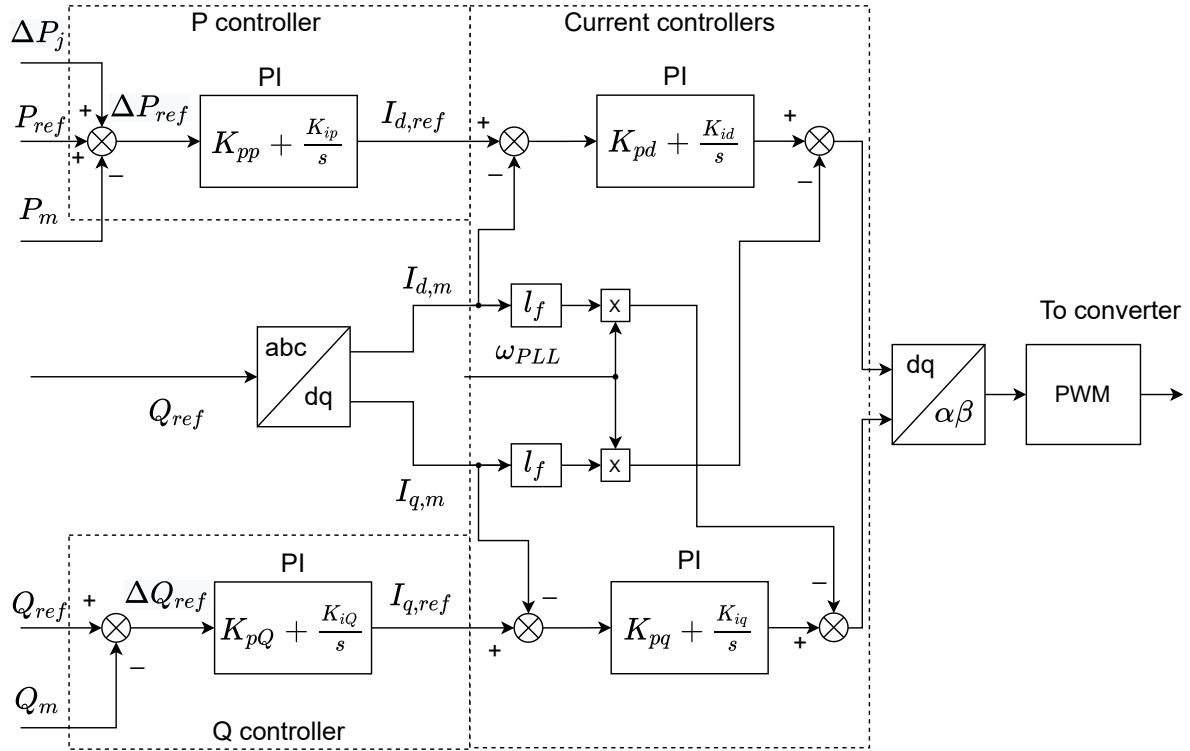 P controller
Current controllers
ΔP_j
PI
PI
+
ΔP_ref
I_d,ref
+
+
P_ref
K_pp + K_ip/s
K_pd + K_id/s
+
−
−
−
P_m
I_d,m
l_f
x
To converter
abc
dq
ω_PLL
dq
αβ
PWM
Q_ref
l_f
x
I_q,m
PI
PI
−
Q_ref
+
ΔQ_ref
K_pQ + K_iQ/s
I_q,ref
−
K_pq + K_iq/s
+
+
−
Q_m
Q controller